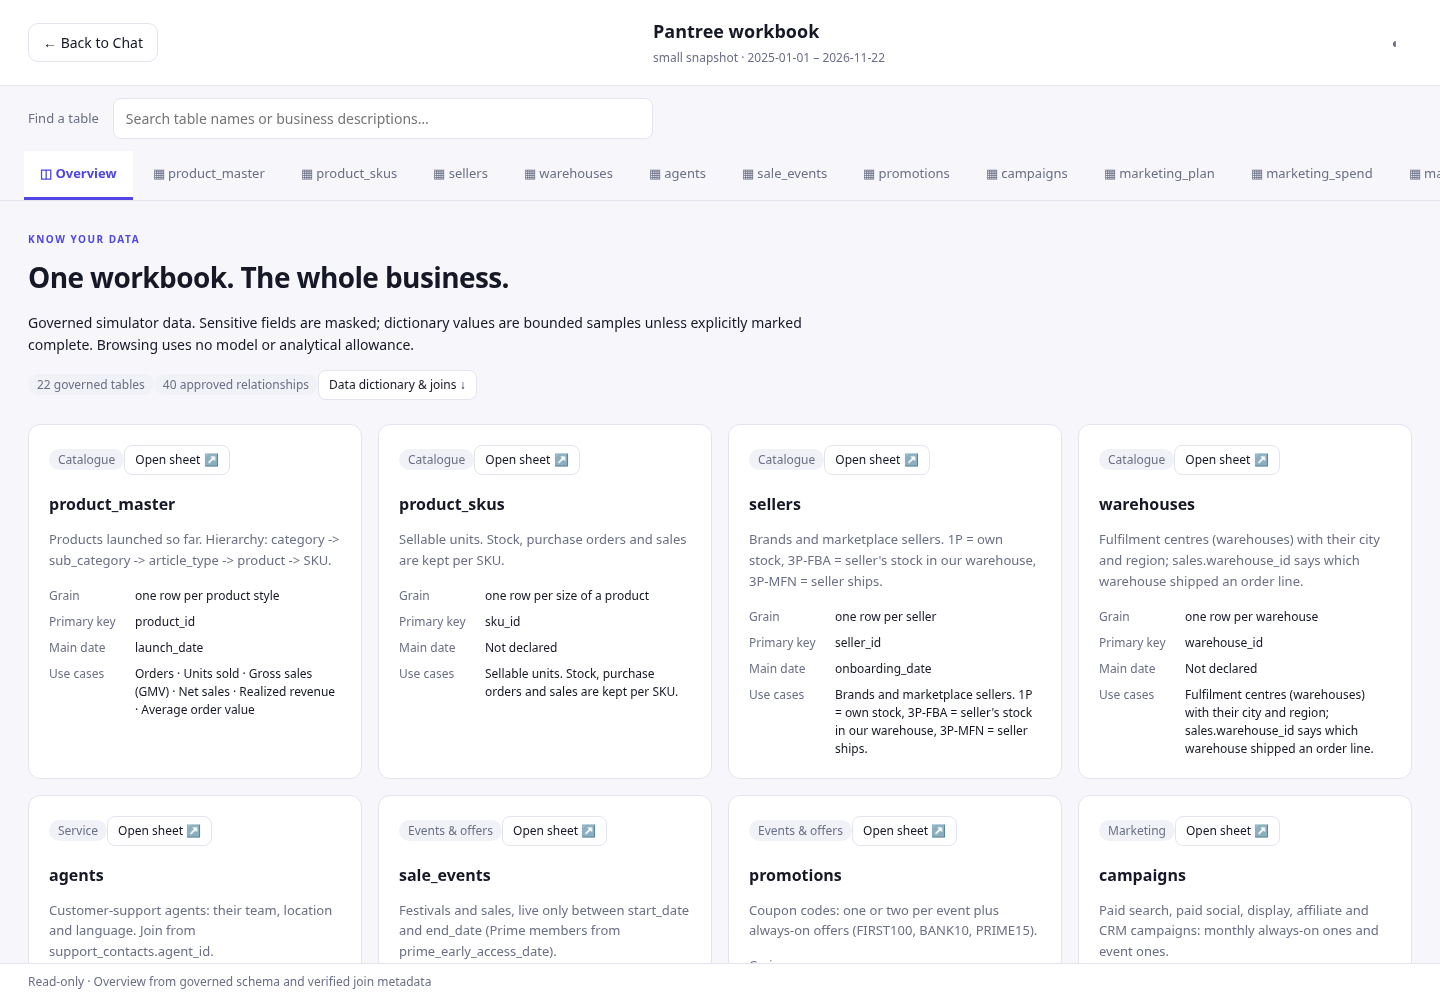 ← Back to Chat
Pantree workbook
small snapshot · 2025-01-01 – 2026-11-22
Find a table
Search table names or business descriptions...
Overview
product_master
product_skus
sellers
warehouses
agents
sale_events
promotions
campaigns
marketing_plan
marketing_spend
ma
KNOW YOUR DATA
One workbook. The whole business.
Governed simulator data. Sensitive fields are masked; dictionary values are bounded samples unless explicitly marked
complete. Browsing uses no model or analytical allowance.
22 governed tables
40 approved relationships
Data dictionary & joins ↓
Catalogue
Open sheet ↗
product_master
Products launched so far. Hierarchy: category ->
sub_category -> article_type -> product -> SKU.
Grain one row per product style
Primary key product_id
Main date launch_date
Use cases Orders · Units sold · Gross sales
(GMV) · Net sales · Realized revenue
· Average order value
Catalogue
Open sheet ↗
product_skus
Sellable units. Stock, purchase orders and sales
are kept per SKU.
Grain one row per size of a product
Primary key sku_id
Main date Not declared
Use cases Sellable units. Stock, purchase
orders and sales are kept per SKU.
Catalogue
Open sheet ↗
sellers
Brands and marketplace sellers. 1P = own
stock, 3P-FBA = seller's stock in our warehouse,
3P-MFN = seller ships.
Grain one row per seller
Primary key seller_id
Main date onboarding_date
Use cases Brands and marketplace sellers. 1P
= own stock, 3P-FBA = seller's stock
in our warehouse, 3P-MFN = seller
ships.
Catalogue
Open sheet ↗
warehouses
Fulfilment centres (warehouses) with their city
and region; sales.warehouse_id says which
warehouse shipped an order line.
Grain one row per warehouse
Primary key warehouse_id
Main date Not declared
Use cases Fulfilment centres (warehouses)
with their city and region;
sales.warehouse_id says which
warehouse shipped an order line.
Service
Open sheet ↗
agents
Customer-support agents: their team, location
and language. Join from
support_contacts.agent_id.
Events & offers
Open sheet ↗
sale_events
Festivals and sales, live only between start_date
and end_date (Prime members from
prime_early_access_date).
Events & offers
Open sheet ↗
promotions
Coupon codes: one or two per event plus
always-on offers (FIRST100, BANK10, PRIME15).
Marketing
Open sheet ↗
campaigns
Paid search, paid social, display, affiliate and
CRM campaigns: monthly always-on ones and
event ones.
Read-only · Overview from governed schema and verified join metadata